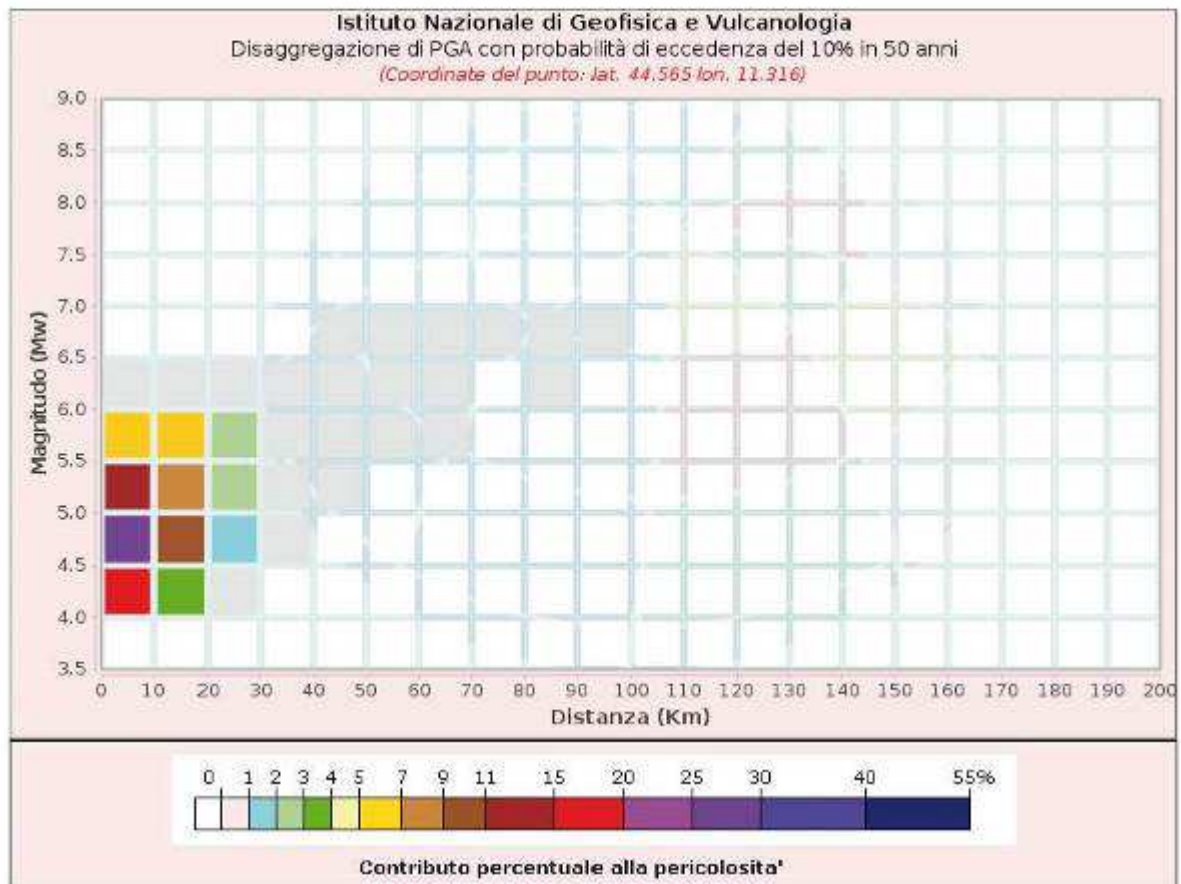 Istituto Nazionale di Geofisica e Vulcanologia
Disaggregazione di PGA con probabilità di eccedenza del 10% in 50 anni
(Coordinate del punto: lat. 44.565 lon. 11.316)
9.0
8.5
8.0
7.5
7.0
6.5
6.0
5.5
5.0
4.5
4.0
3.5
Magnitudo (Mw)
0 10 20 30 40 50 60 70 80 90 100 110 120 130 140 150 160 170 180 190 200
Distanza (Km)
0 1 2 3 4 5 7 9 11 15 20 25 30 40 55%
Contributo percentuale alla pericolosita'